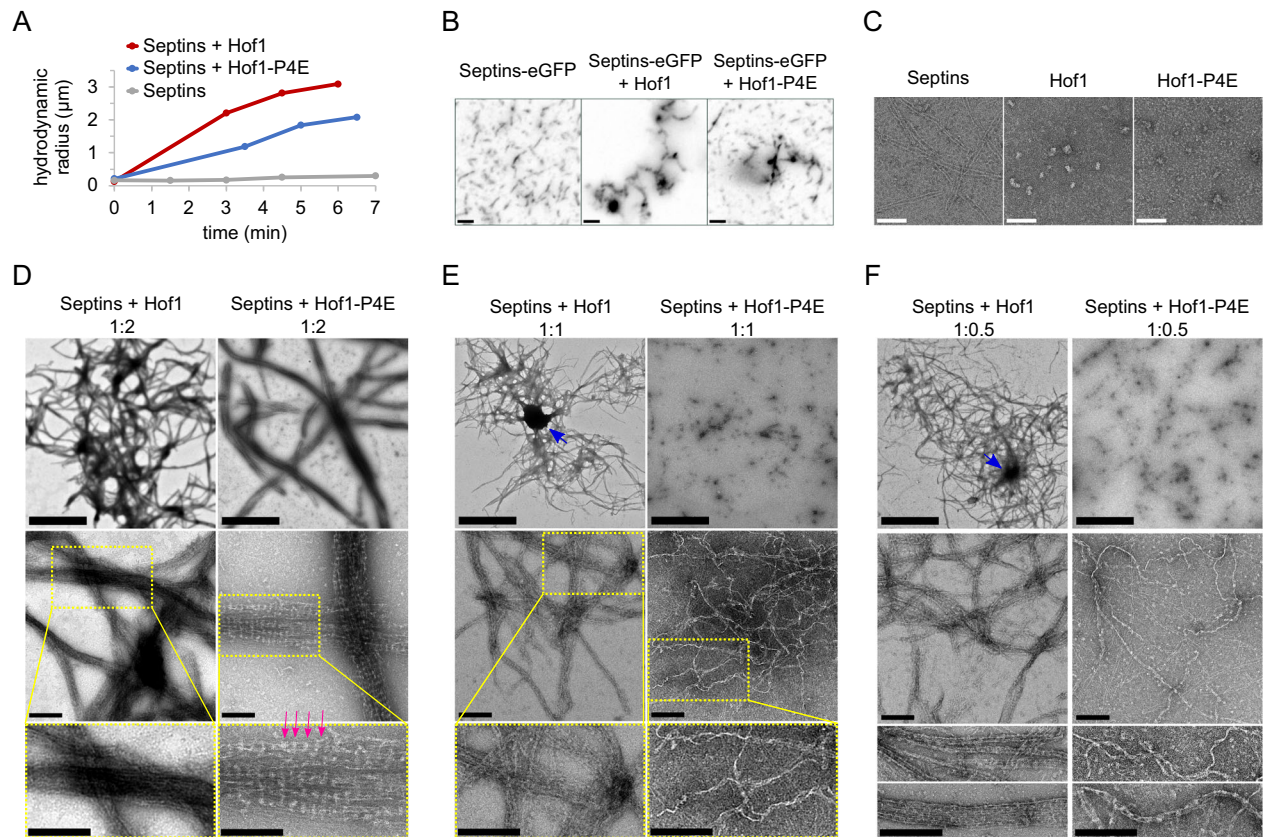 A
Septins + Hof1
Septins + Hof1-P4E
Septins
hydrodynamic
radius (µm)
3
2
1
0
0 1 2 3 4 5 6 7
time (min)
B
Septins-eGFP
Septins-eGFP
+ Hof1
Septins-eGFP
+ Hof1-P4E
C
Septins
Hof1
Hof1-P4E
D
Septins + Hof1
1:2
Septins + Hof1-P4E
1:2
E
Septins + Hof1
1:1
Septins + Hof1-P4E
1:1
F
Septins + Hof1
1:0.5
Septins + Hof1-P4E
1:0.5